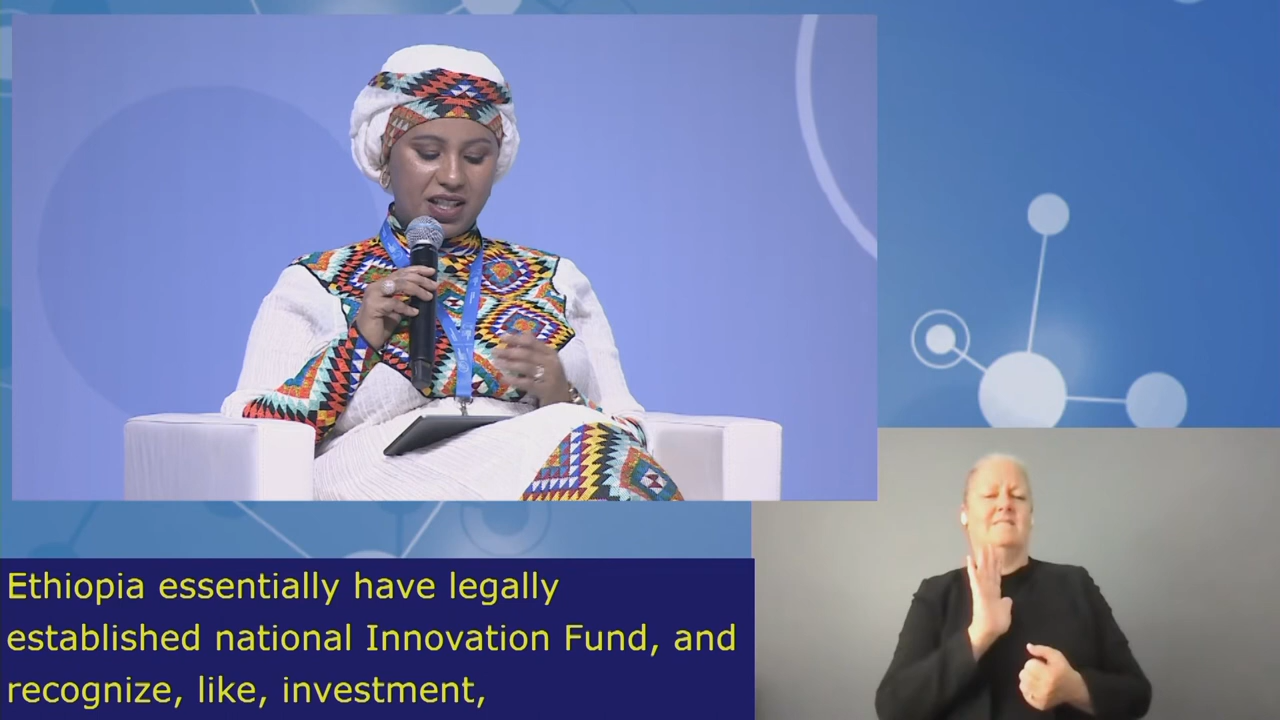 Ethiopia essentially have legally
established national Innovation Fund, and
recognize, like, investment,